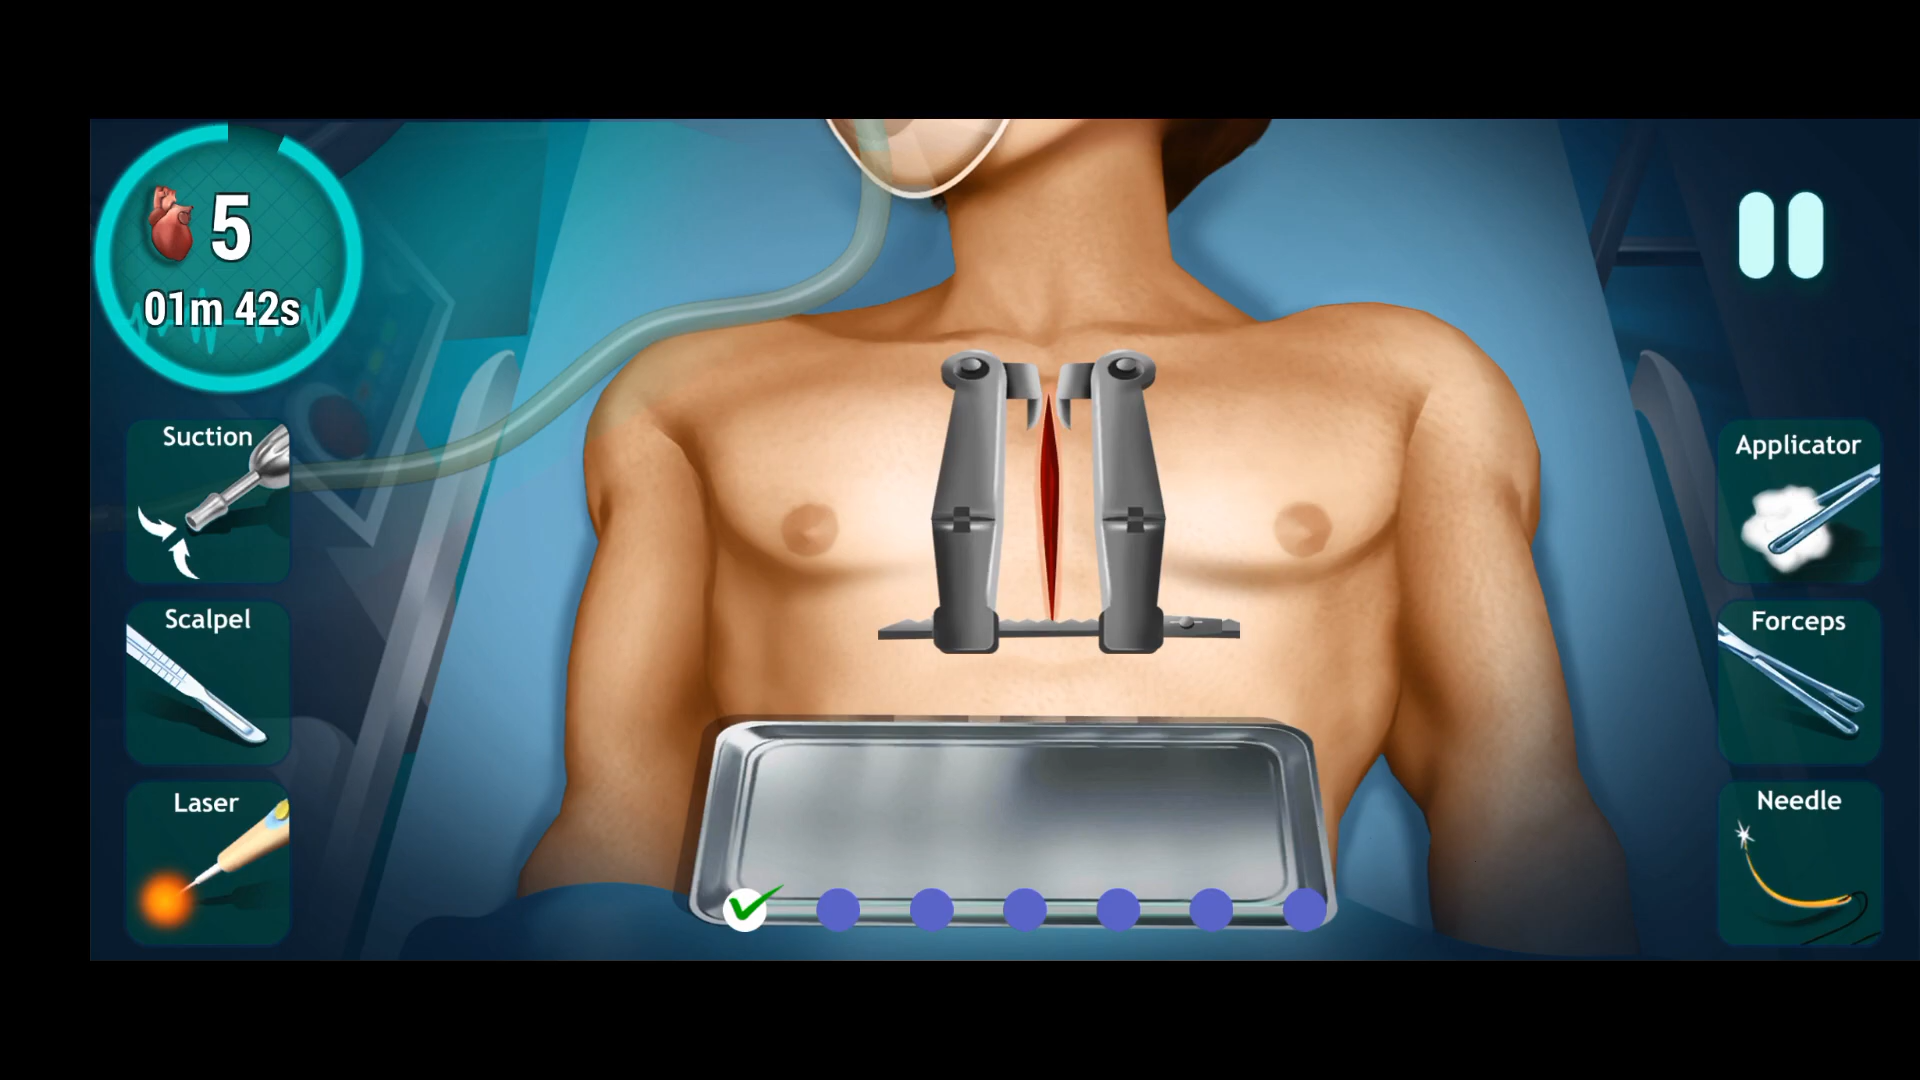 5
01m 42s
Suction
Scalpel
Laser
Applicator
Forceps
Needle